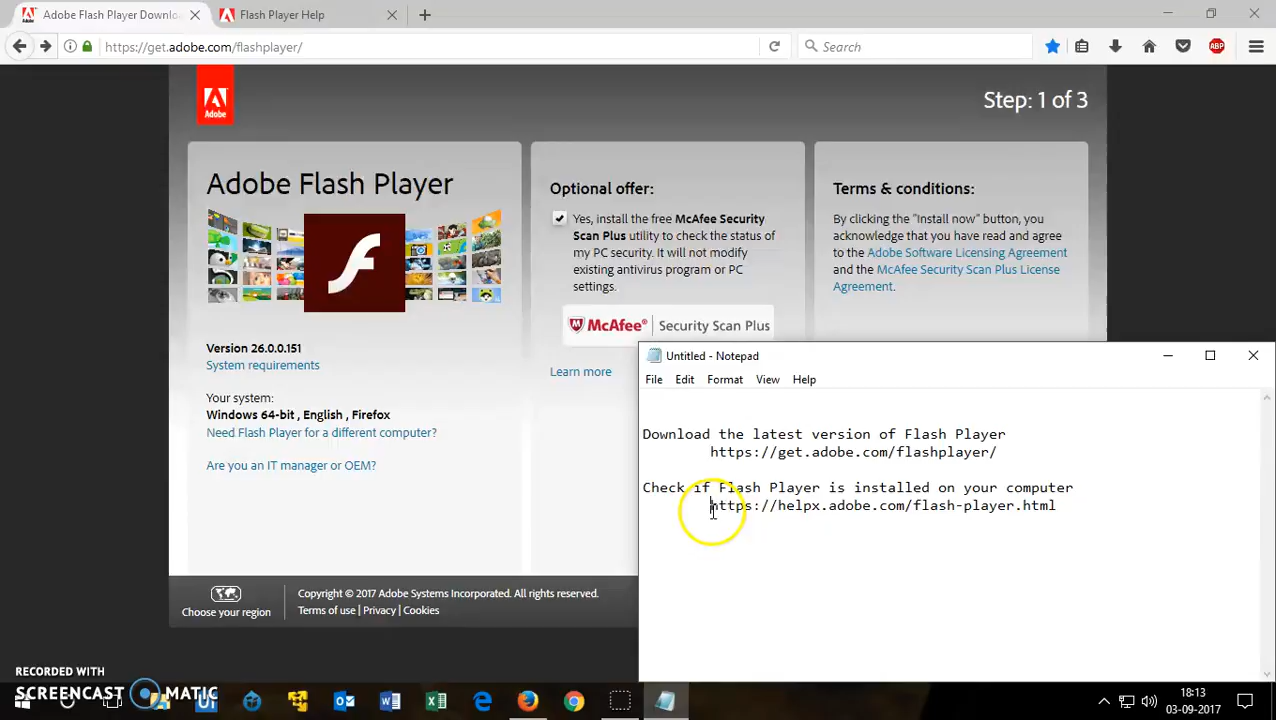 Adobe Flash Player Downlo
Flash Player Help
https://get.adobe.com/flashplayer/
Search
ABP
Adobe
Step: 1 of 3
Adobe Flash Player
Version 26.0.0.151
System requirements
Your system:
Windows 64-bit , English , Firefox
Need Flash Player for a different computer?
Are you an IT manager or OEM?
Optional offer:
Yes, install the free McAfee Security
Scan Plus utility to check the status of
my PC security. It will not modify
existing antivirus program or PC
settings.
McAfee® Security Scan Plus
Learn more
Terms & conditions:
By clicking the "Install now" button, you
acknowledge that you have read and agree
to the Adobe Software Licensing Agreement
and the McAfee Security Scan Plus License
Agreement.
Untitled - Notepad
File Edit Format View Help
Download the latest version of Flash Player
https://get.adobe.com/flashplayer/
Check if Flash Player is installed on your computer
https://helpx.adobe.com/flash-player.html
Choose your region
Copyright © 2017 Adobe Systems Incorporated. All rights reserved.
Terms of use | Privacy | Cookies
RECORDED WITH
SCREENCAST MATIC
18:13
03-09-2017